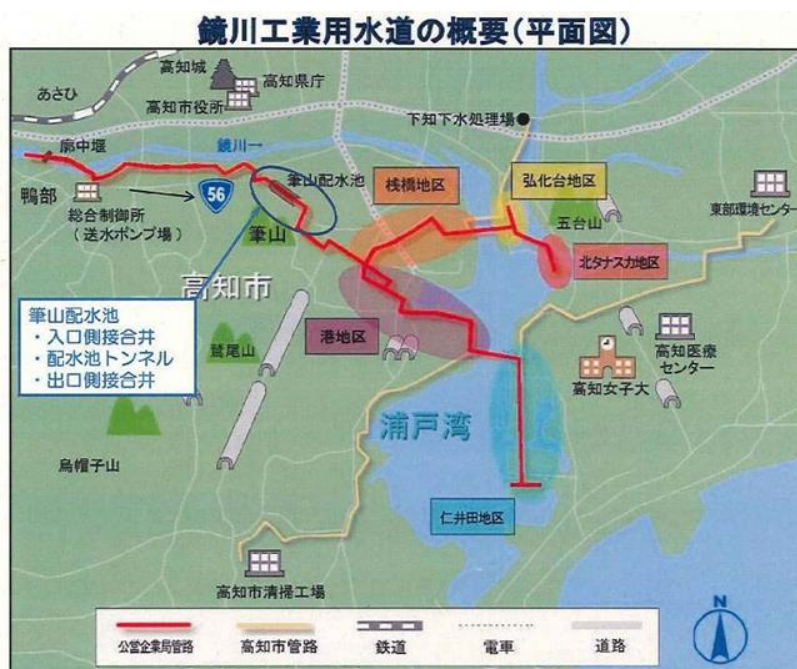 鏡川工業用水道の概要(平面図)
高知城
高知県庁
あさひ
高知市役所
下知下水処理場
廓中堰
鏡川→
筆山配水池
桟橋地区
弘化台地区
鴨部
56
総合制御所
(送水ポンプ場)
五台山
東部環境センター
筆山
北タナスカ地区
高知市
筆山配水池
・入口側接合井
・配水池トンネル
・出口側接合井
鷲尾山
港地区
高知医療
センター
高知女子大
浦戸湾
烏帽子山
仁井田地区
高知市清掃工場
N
公営企業局管路
高知市管路
鉄道
電車
道路